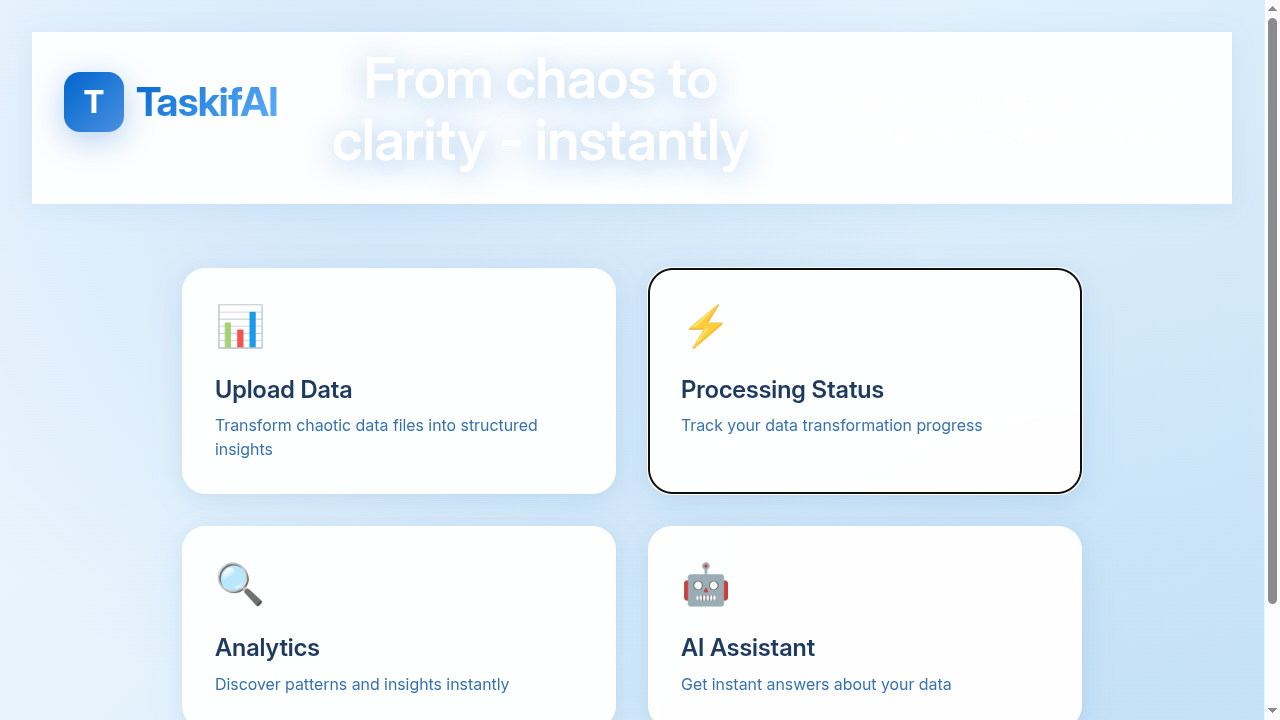 T
TaskifAI
From chaos to
clarity - instantly
Upload Data
Transform chaotic data files into structured
insights
Processing Status
Track your data transformation progress
Analytics
Discover patterns and insights instantly
AI Assistant
Get instant answers about your data